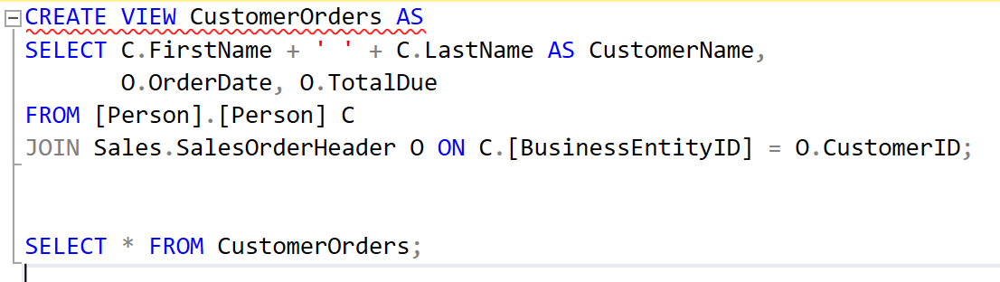 CREATE VIEW CustomerOrders AS
SELECT C.FirstName + ' ' + C.LastName AS CustomerName,
O.OrderDate, O.TotalDue
FROM [Person].[Person] C
JOIN Sales.SalesOrderHeader O ON C.[BusinessEntityID] = O.CustomerID;
SELECT * FROM CustomerOrders;